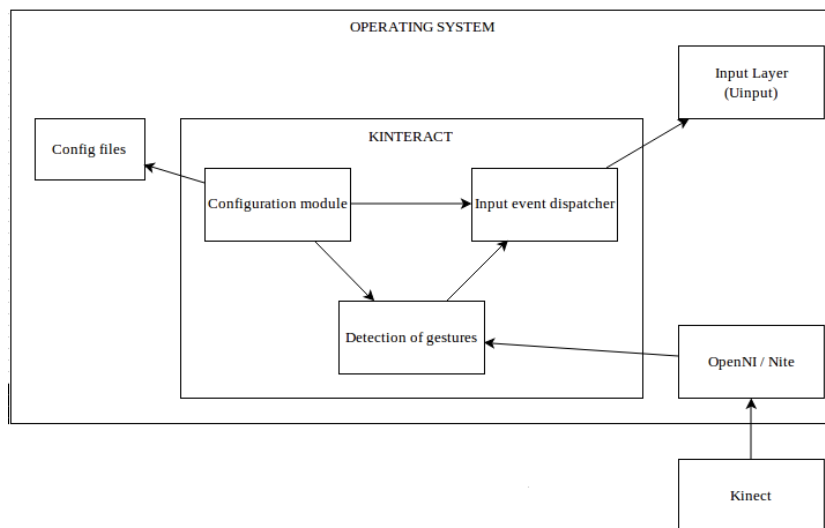 OPERATING SYSTEM
Input Layer
(Uinput)
Config files
KINTERACT
Configuration module
Input event dispatcher
Detection of gestures
OpenNI / Nite
Kinect